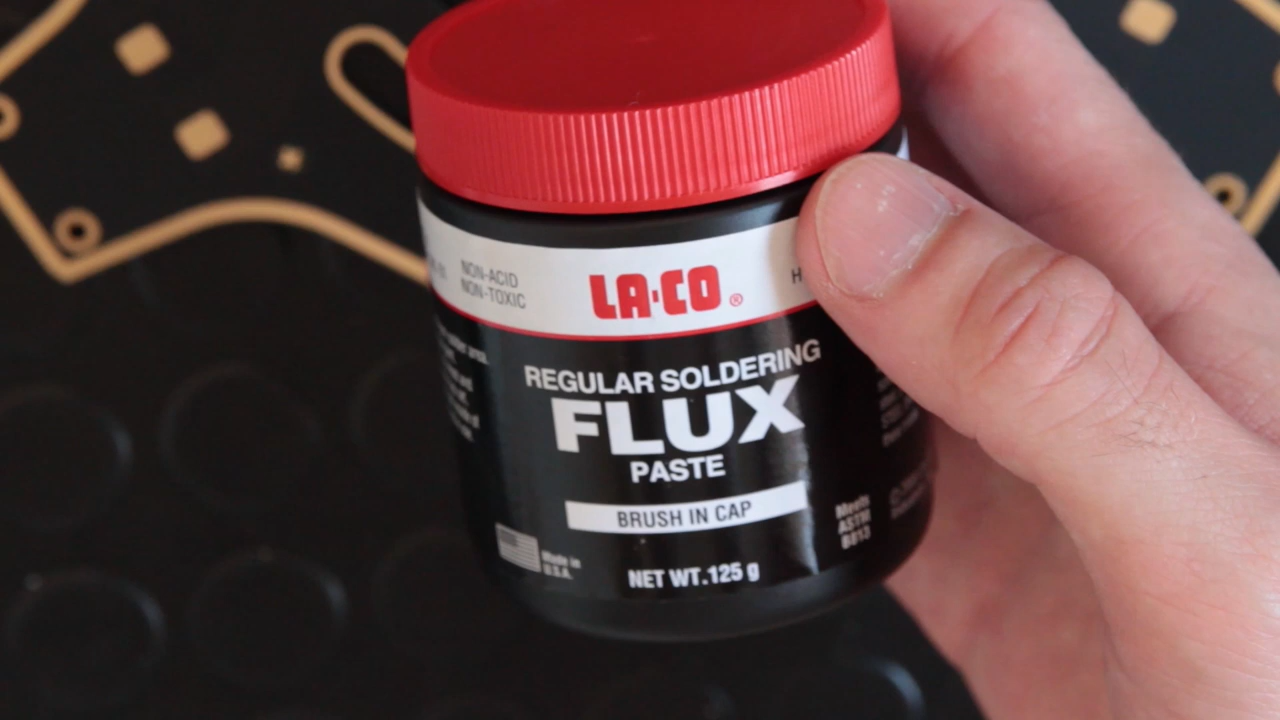 NON-ACID
NON-TOXIC
LA-CO ®
REGULAR SOLDERING
FLUX
PASTE
BRUSH IN CAP
Made in
U.S.A.
Meets
ASTM
B813
NET WT. 125 g